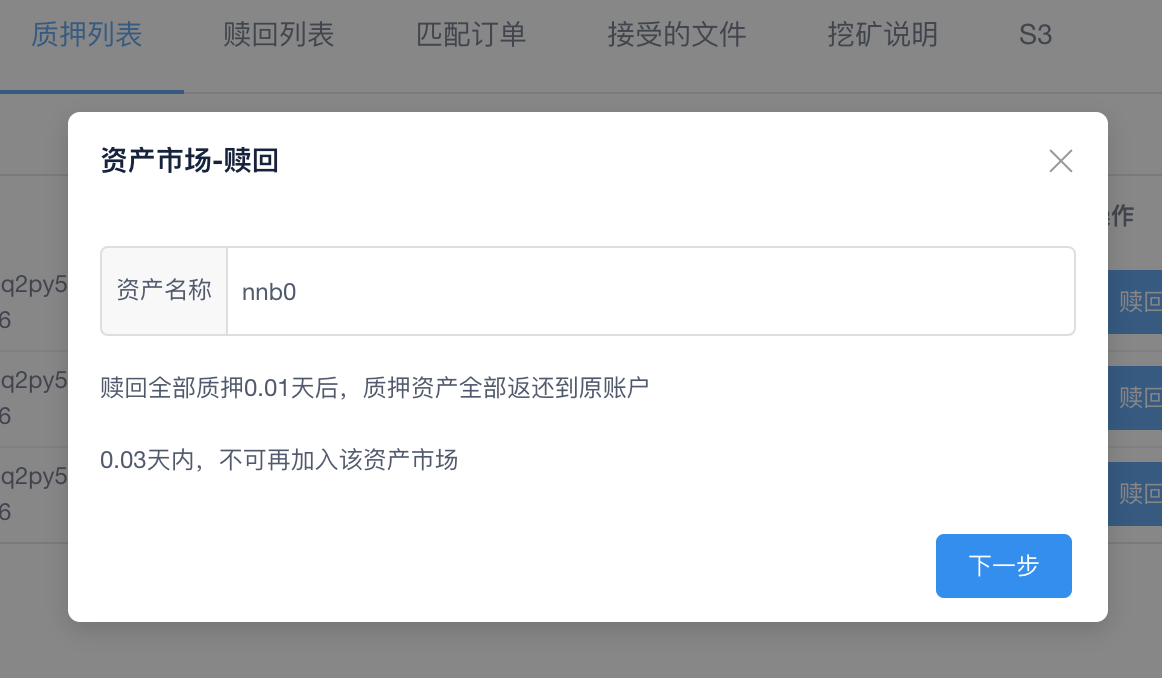 质押列表 赎回列表 匹配订单 接受的文件 挖矿说明 S3
资产市场-赎回
作
资产名称 nnb0
q2py5
6
赎回
赎回全部质押0.01天后，质押资产全部返还到原账户
q2py5
6
赎回
0.03天内，不可再加入该资产市场
q2py5
6
赎回
下一步